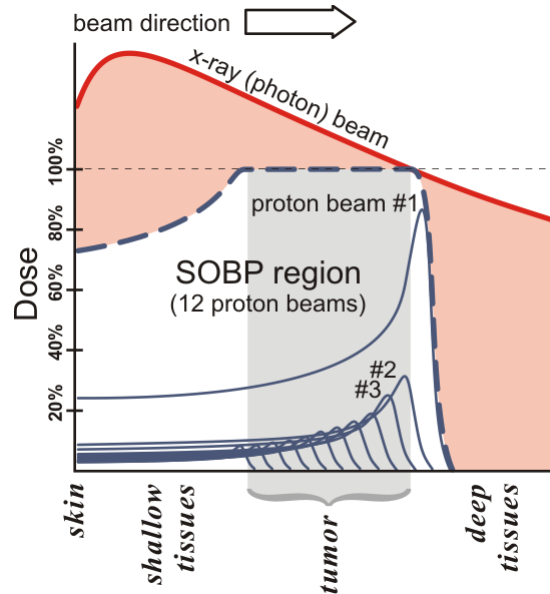 beam direction
x-ray (photon) beam
100%
80%
60%
40%
20%
Dose
proton beam #1
SOBP region
(12 proton beams)
#2
#3
skin
shallow
tissues
tumor
deep
tissues